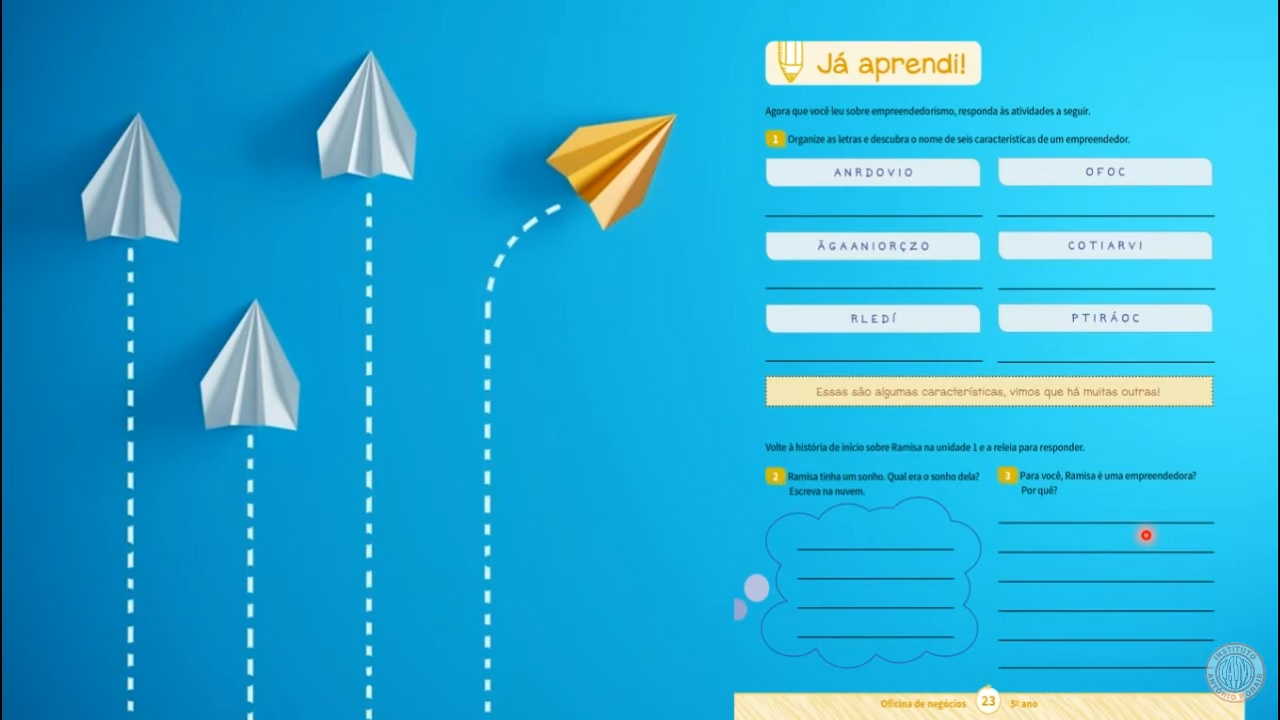 Já aprendi!
Agora que você leu sobre empreendedorismo, responda às atividades a seguir.
1 Organize as letras e descubra o nome de seis características de um empreendedor.
ANRDOVIO
OFOC
ÃGAANIORÇZO
COTIARVI
RLEDÍ
PTIRÁOC
Essas são algumas características, vimos que há muitas outras!
Volte à história de início sobre Ramisa na unidade 1 e a releia para responder.
2 Ramisa tinha um sonho. Qual era o sonho dela?
Escreva na nuvem.
3 Para você, Ramisa é uma empreendedora?
Por quê?
Oficina de negócios 23 5º ano
INSTITUTO
ANTÔNIO MORAIS